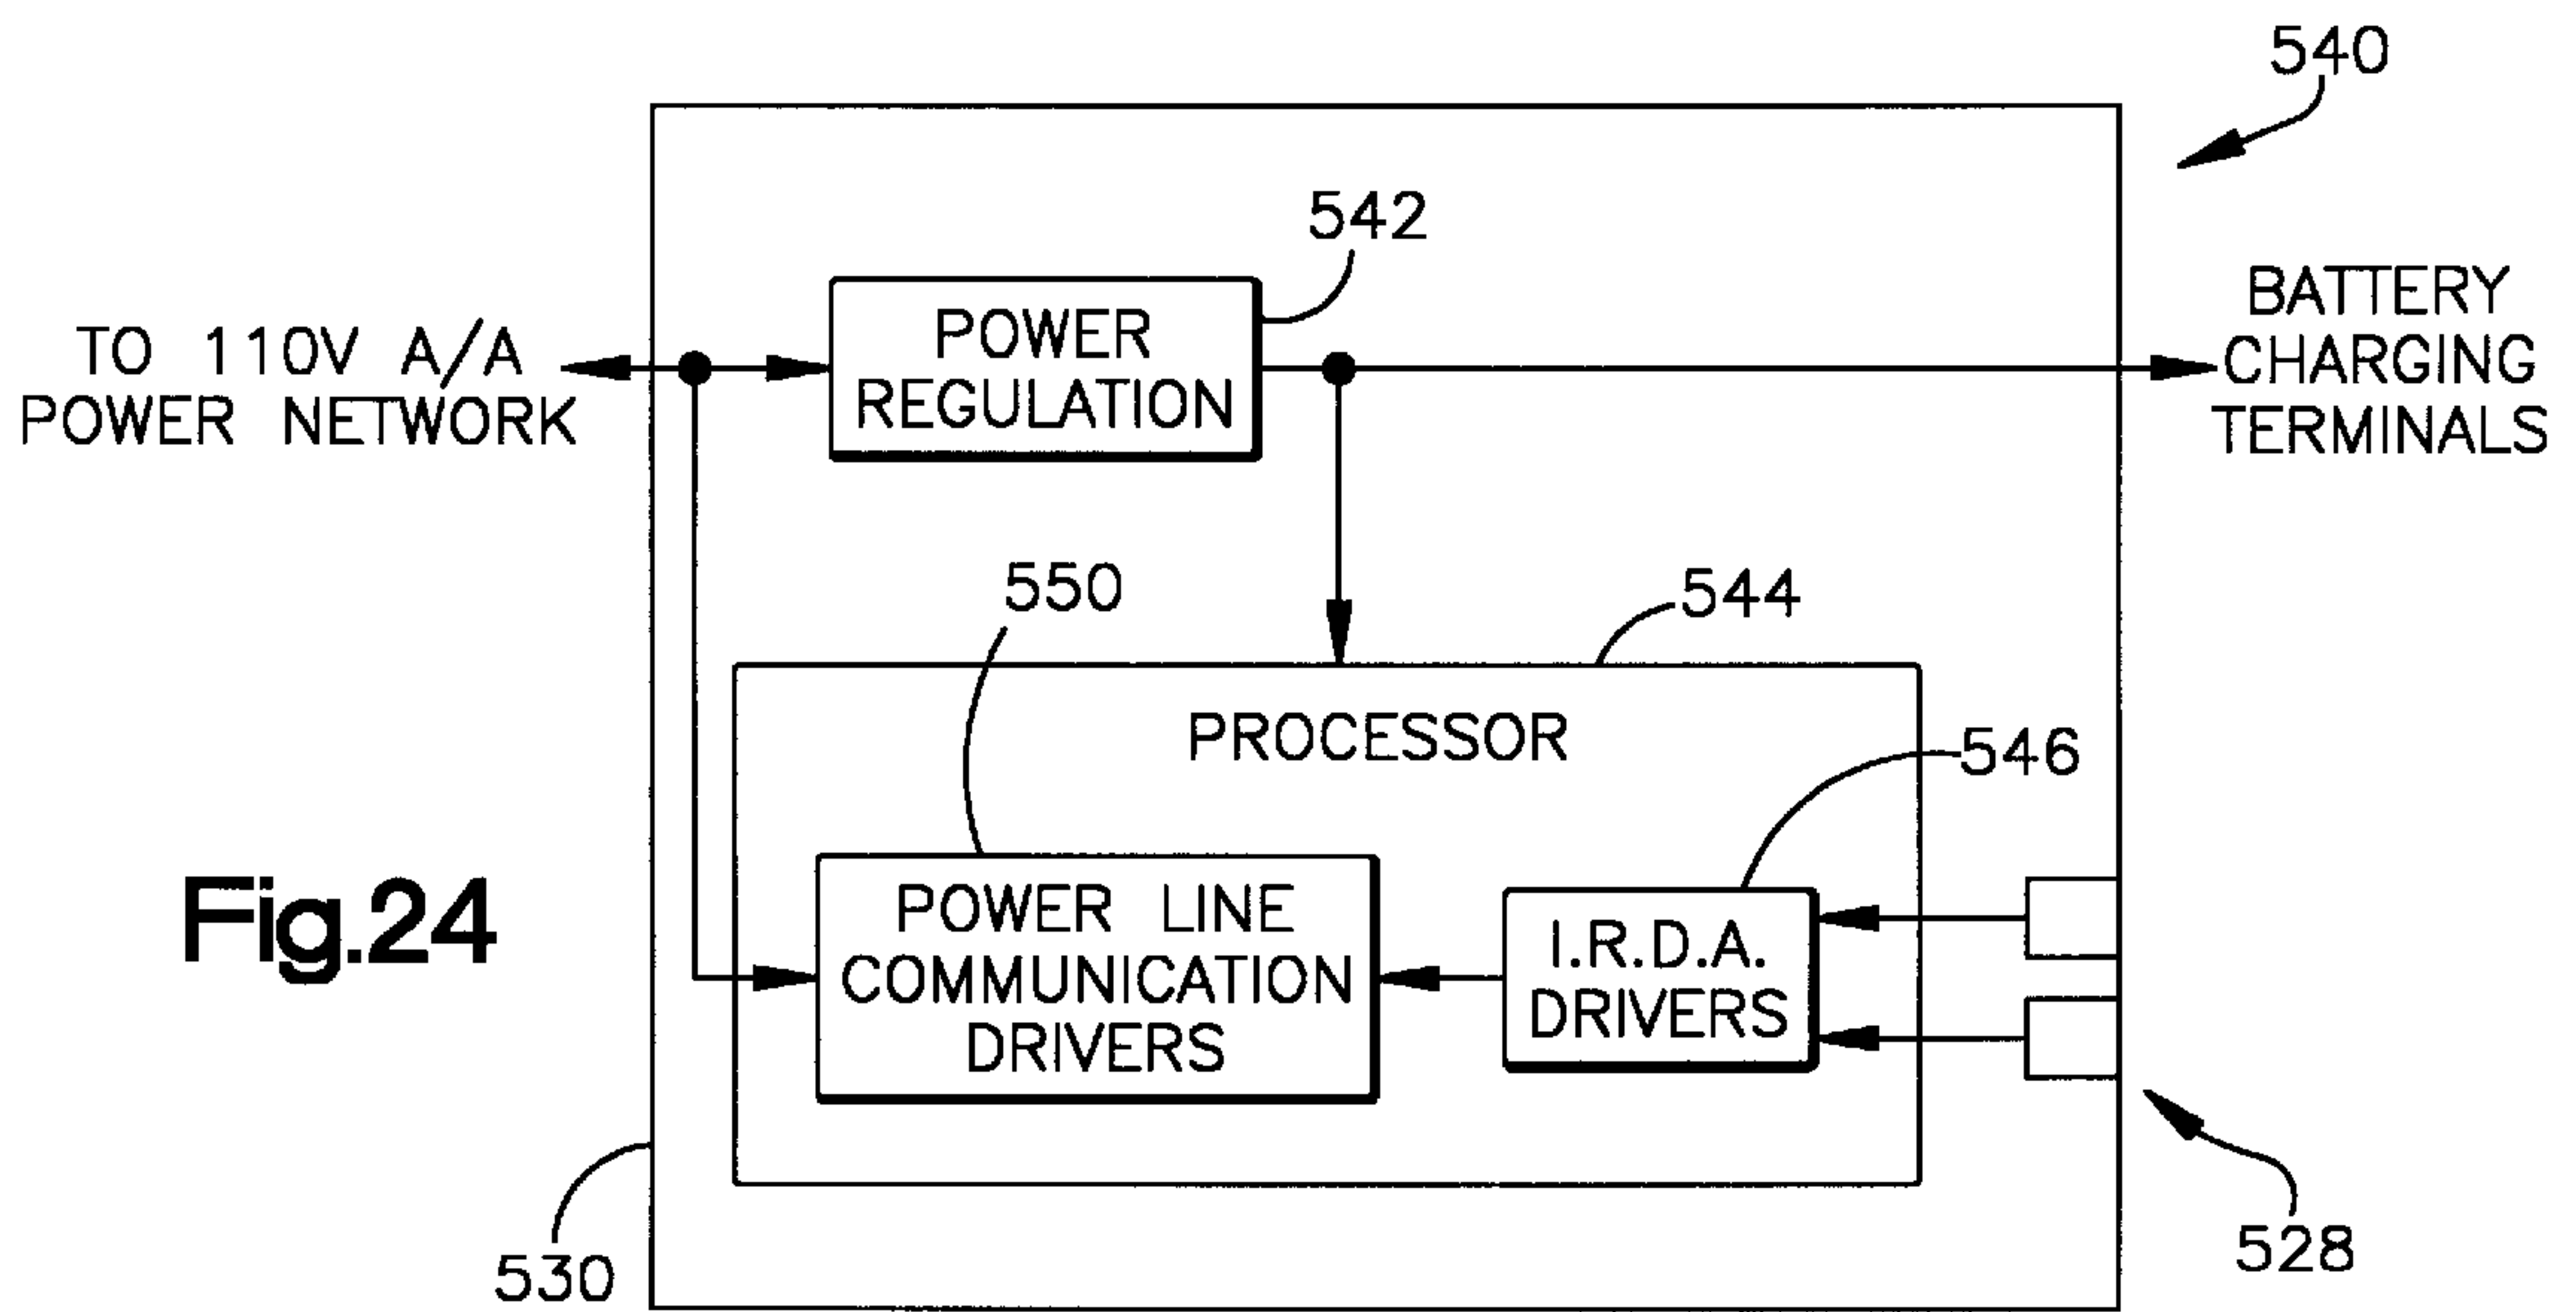 540
542
POWER
REGULATION
TO 110V A/A
POWER NETWORK
BATTERY
CHARGING
TERMINALS
550
544
PROCESSOR
546
POWER LINE
COMMUNICATION
DRIVERS
I.R.D.A.
DRIVERS
Fig.24
530
528